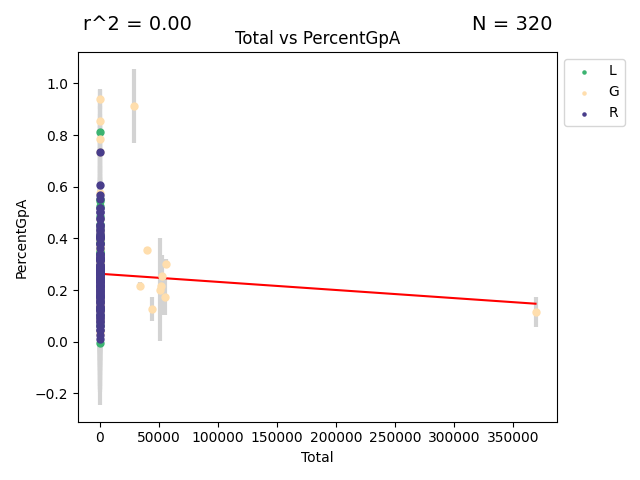 r^2 = 0.00
N = 320
Total vs PercentGpA
L
G
R
PercentGpA
1.0
0.8
0.6
0.4
0.2
0.0
−0.2
0 50000 100000 150000 200000 250000 300000 350000
Total